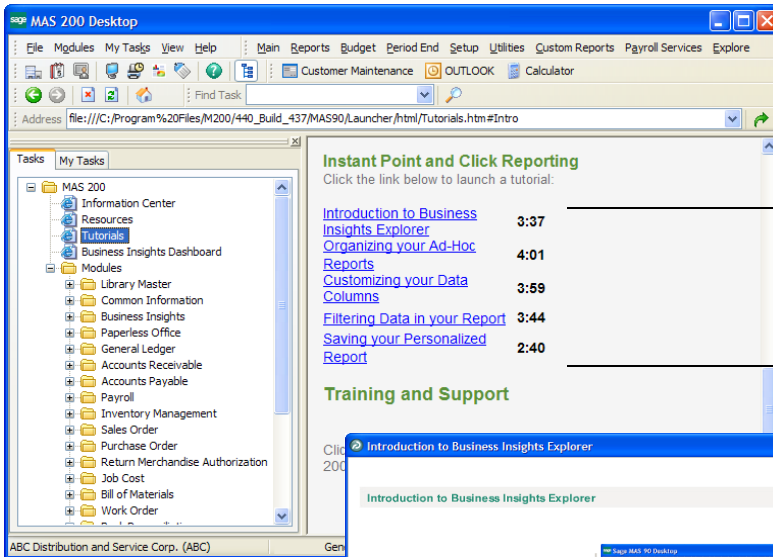 sage MAS 200 Desktop
File Modules My Tasks View Help Main Reports Budget Period End Setup Utilities Custom Reports Payroll Services Explore
Customer Maintenance OUTLOOK Calculator
Find Task
Address file:///C:/Program%20Files/M200/440_Build_437/MAS90/Launcher/html/Tutorials.htm#Intro
Tasks My Tasks
MAS 200
Information Center
Resources
Tutorials
Business Insights Dashboard
Modules
Library Master
Common Information
Business Insights
Paperless Office
General Ledger
Accounts Receivable
Accounts Payable
Payroll
Inventory Management
Sales Order
Purchase Order
Return Merchandise Authorization
Job Cost
Bill of Materials
Work Order
Instant Point and Click Reporting
Click the link below to launch a tutorial:
Introduction to Business
Insights Explorer 3:37
Organizing your Ad-Hoc
Reports 4:01
Customizing your Data
Columns 3:59
Filtering Data in your Report 3:44
Saving your Personalized
Report 2:40
Training and Support
Clic
200
Introduction to Business Insights Explorer
Introduction to Business Insights Explorer
Sage MAS 90 Desktop
ABC Distribution and Service Corp. (ABC) Gen